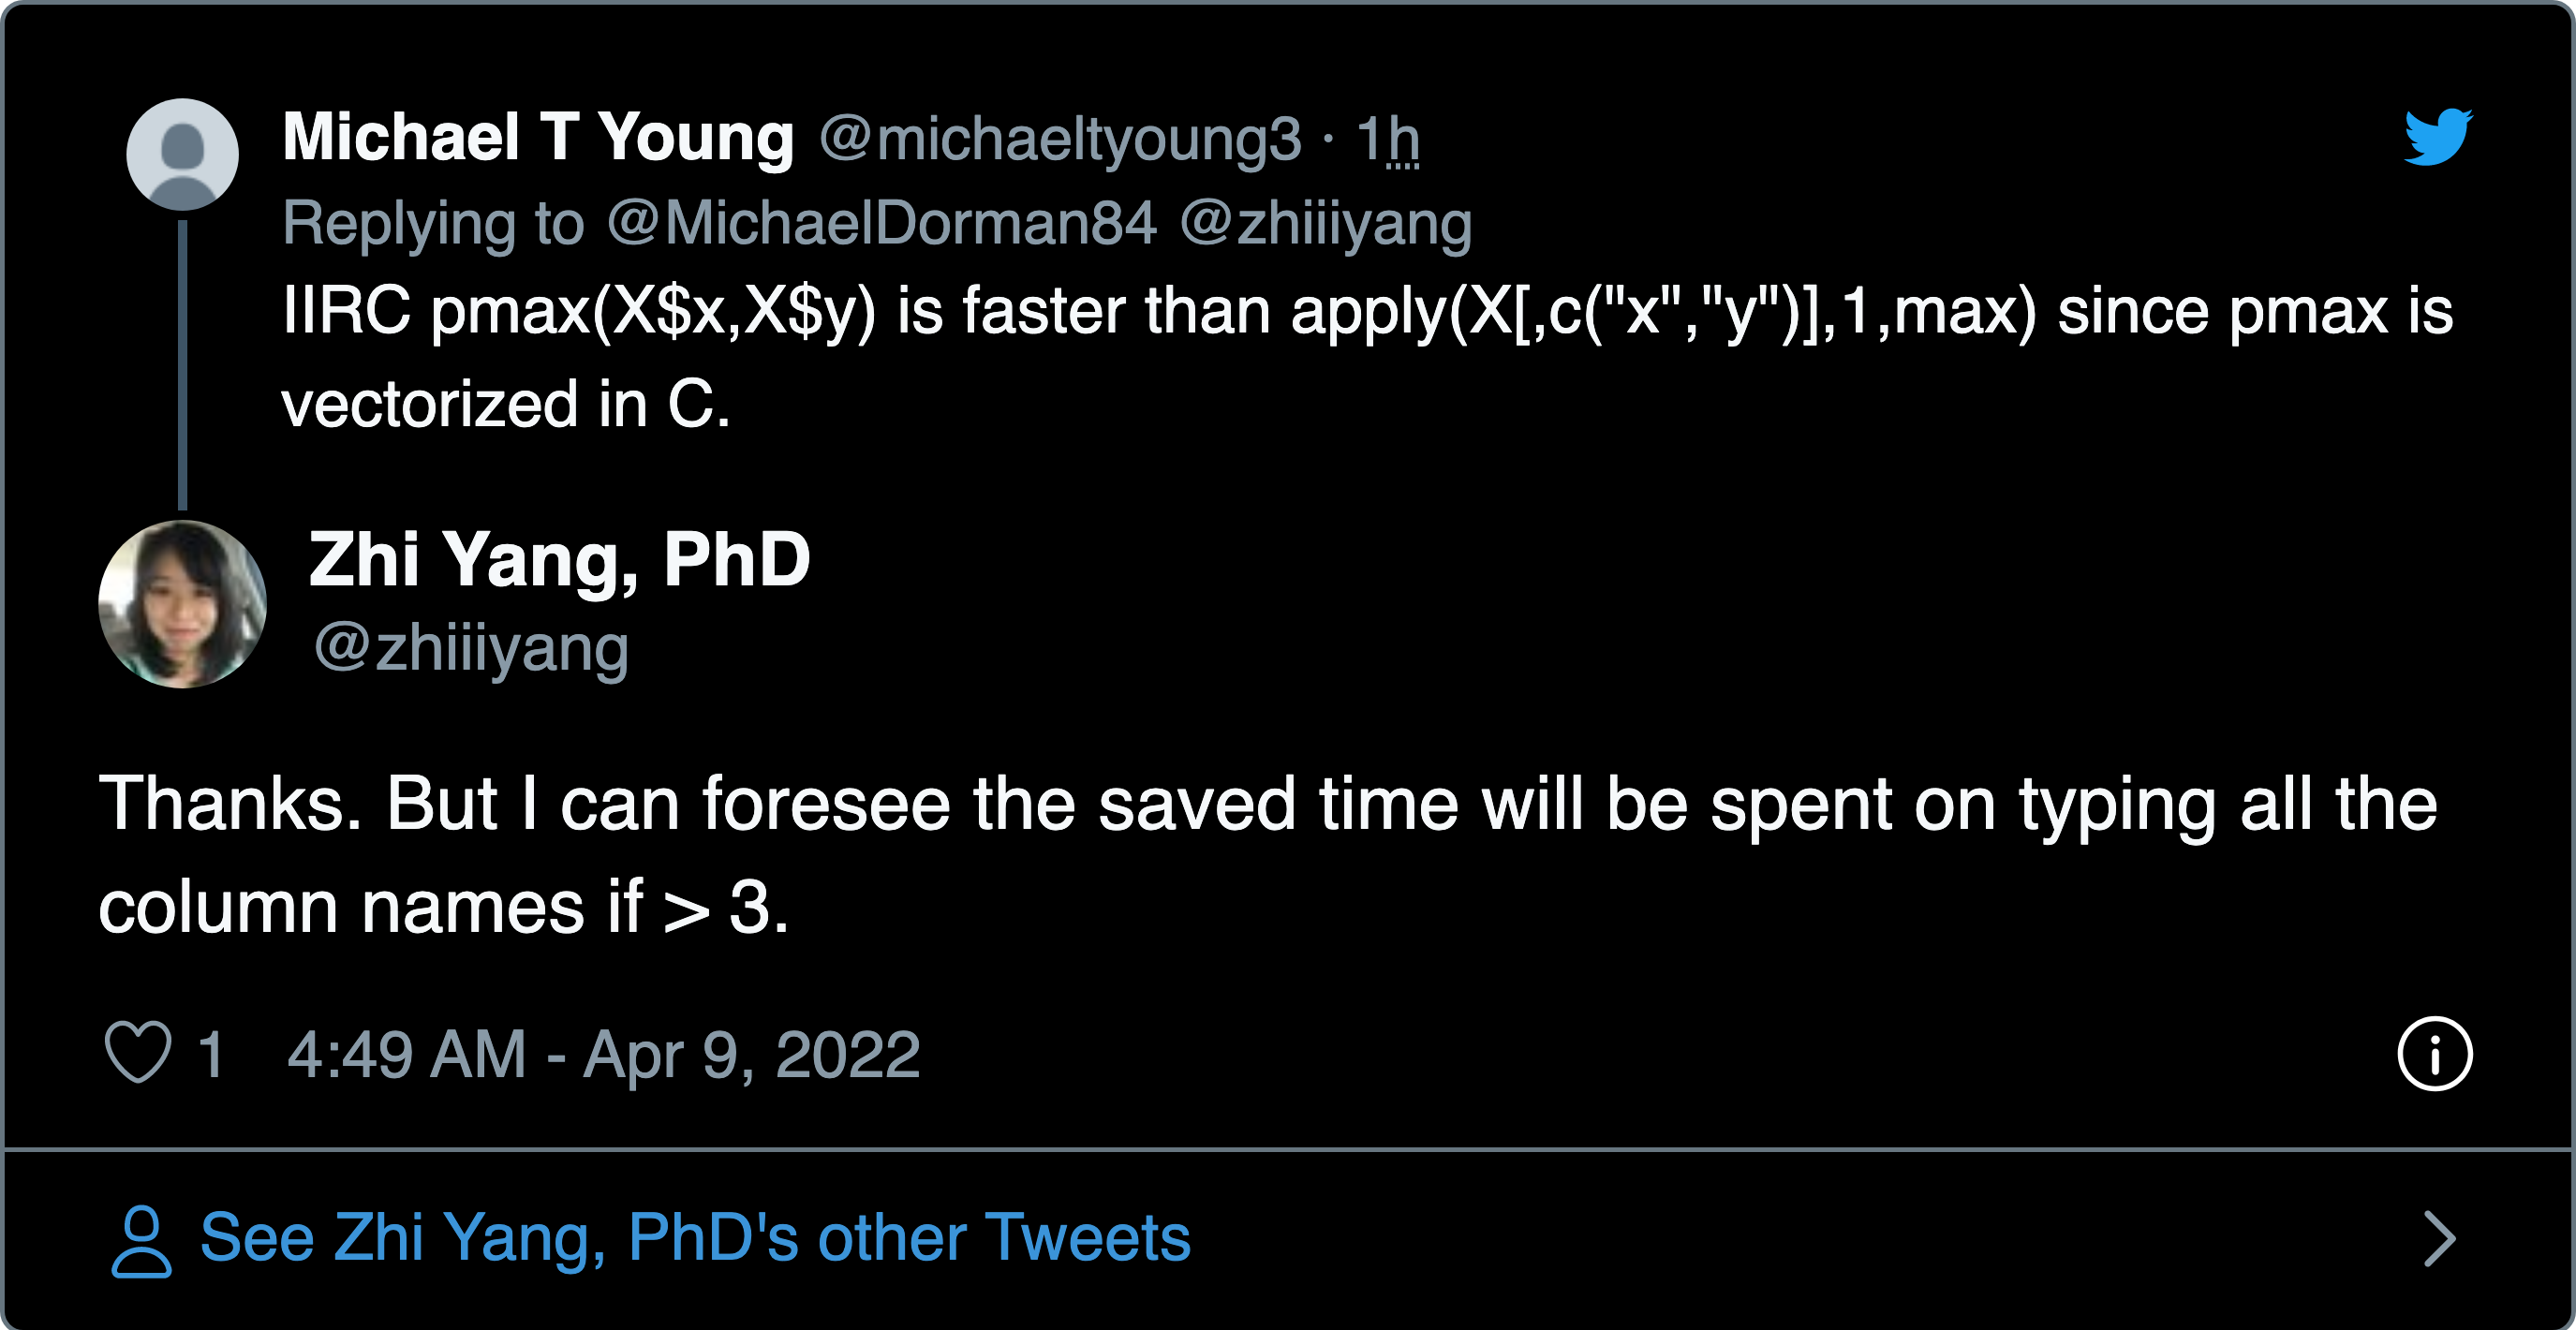 Michael T Young @michaeltyoung3 · 1h
Replying to @MichaelDorman84 @zhiiiyang
IIRC pmax(X$x,X$y) is faster than apply(X[,c("x","y")],1,max) since pmax is
vectorized in C.
Zhi Yang, PhD
@zhiiiyang
Thanks. But I can foresee the saved time will be spent on typing all the
column names if > 3.
1 4:49 AM - Apr 9, 2022
See Zhi Yang, PhD's other Tweets